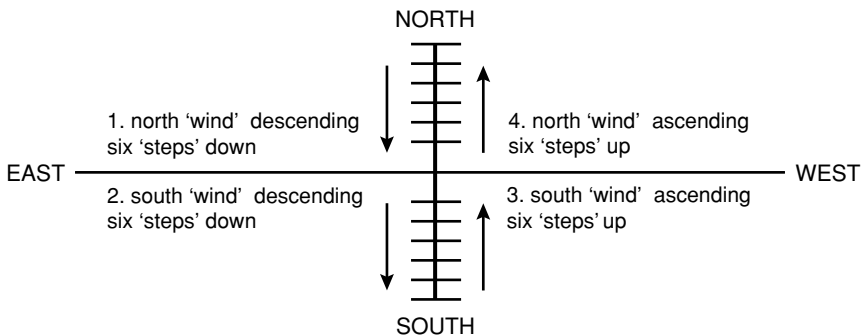 NORTH
1. north ‘wind’ descending
six ‘steps’ down
4. north ‘wind’ ascending
six ‘steps’ up
EAST
WEST
2. south ‘wind’ descending
six ‘steps’ down
3. south ‘wind’ ascending
six ‘steps’ up
SOUTH